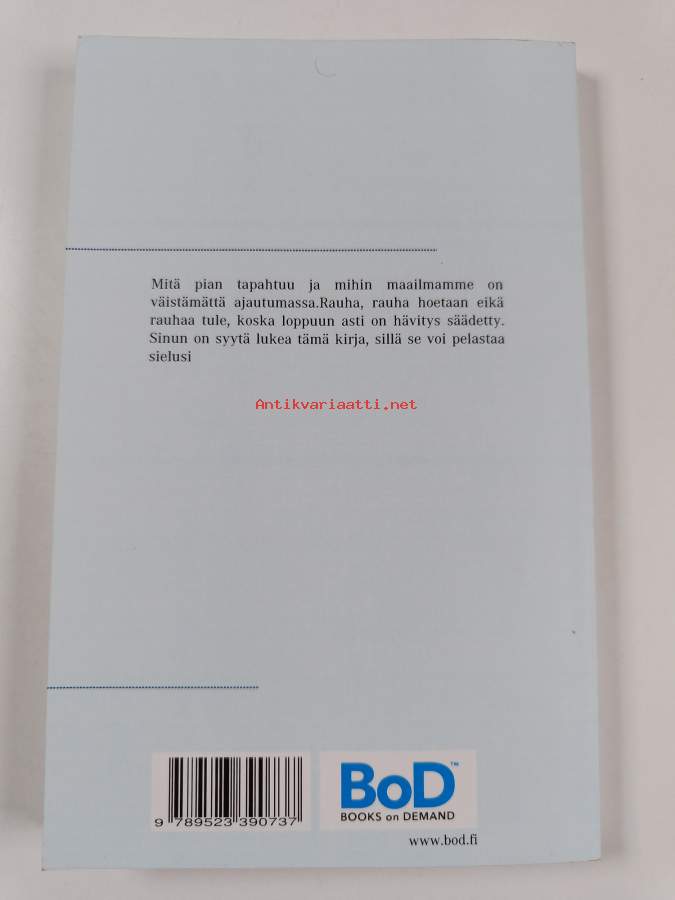 Mitä pian tapahtuu ja mihin maailmamme on
väistämättä ajautumassa.Rauha, rauha hoetaan eikä
rauhaa tule, koska loppuun asti on hävitys säädetty.
Sinun on syytä lukea tämä kirja, sillä se voi pelastaa
sielusi
Antikvariaatti.net
9 789523 390737
BoD™
BOOKS on DEMAND
www.bod.fi